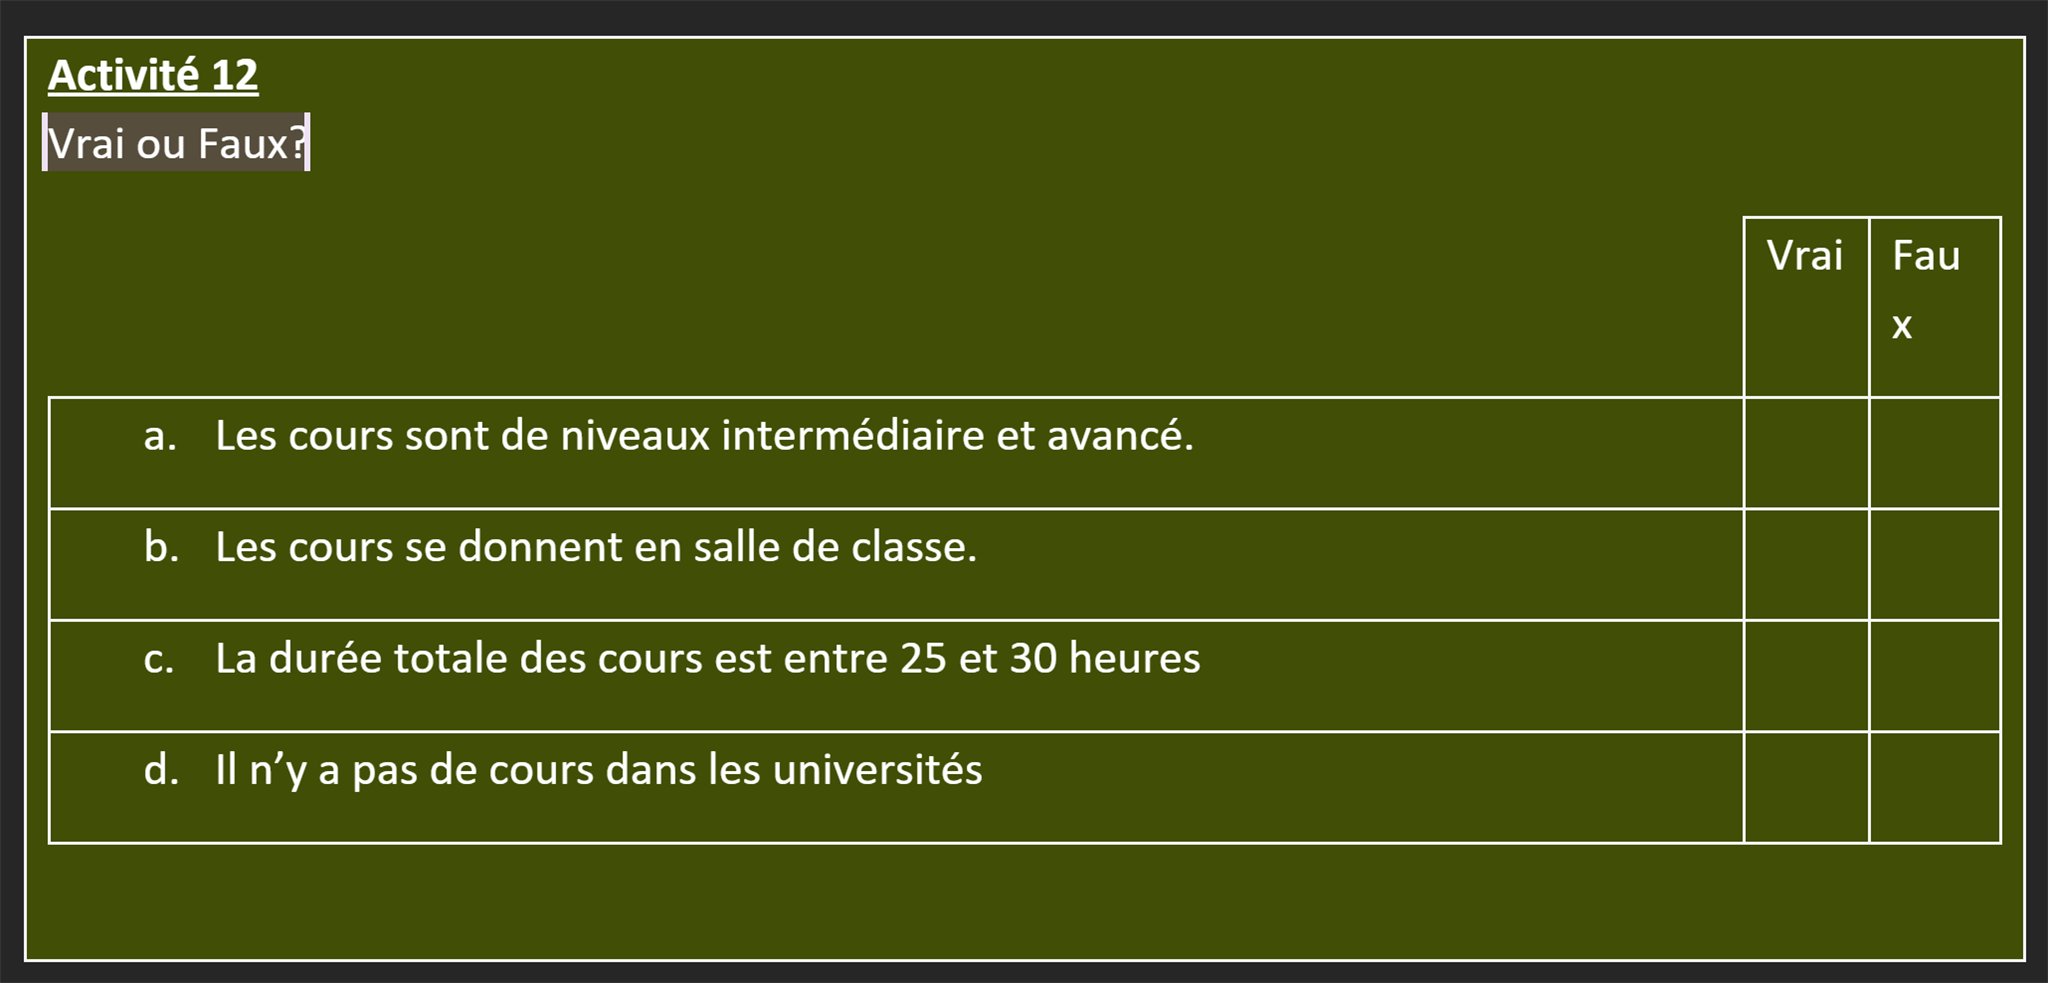 Activité 12
Vrai ou Faux?
Vrai
Fau
x
a. Les cours sont de niveaux intermédiaire et avancé.
b. Les cours se donnent en salle de classe.
c. La durée totale des cours est entre 25 et 30 heures
d. Il n’y a pas de cours dans les universités